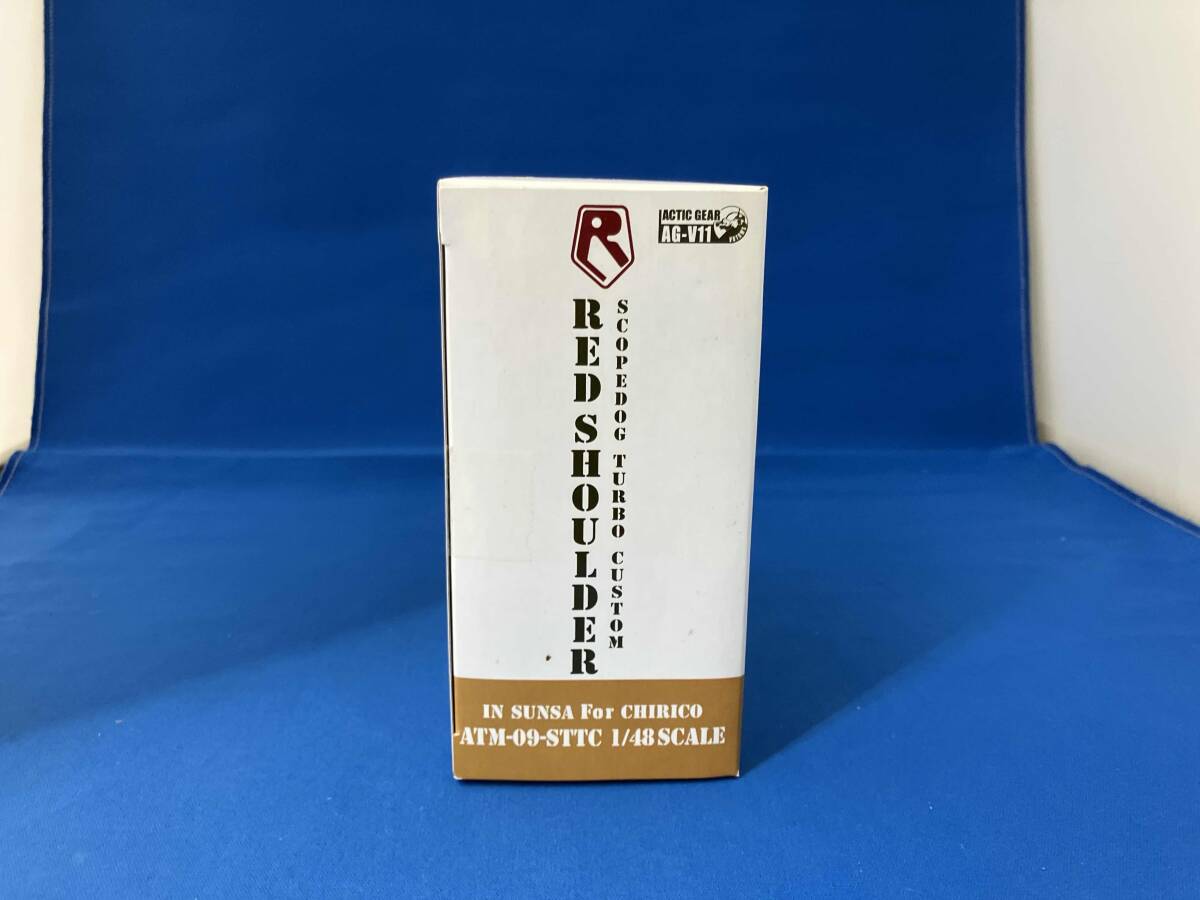 R
ACTIC GEAR
AG-V11
RED SHOULDER
SCOPEDOG TURBO CUSTOM
IN SUNSA For CHIRICO
ATM-09-STTC 1/48 SCALE